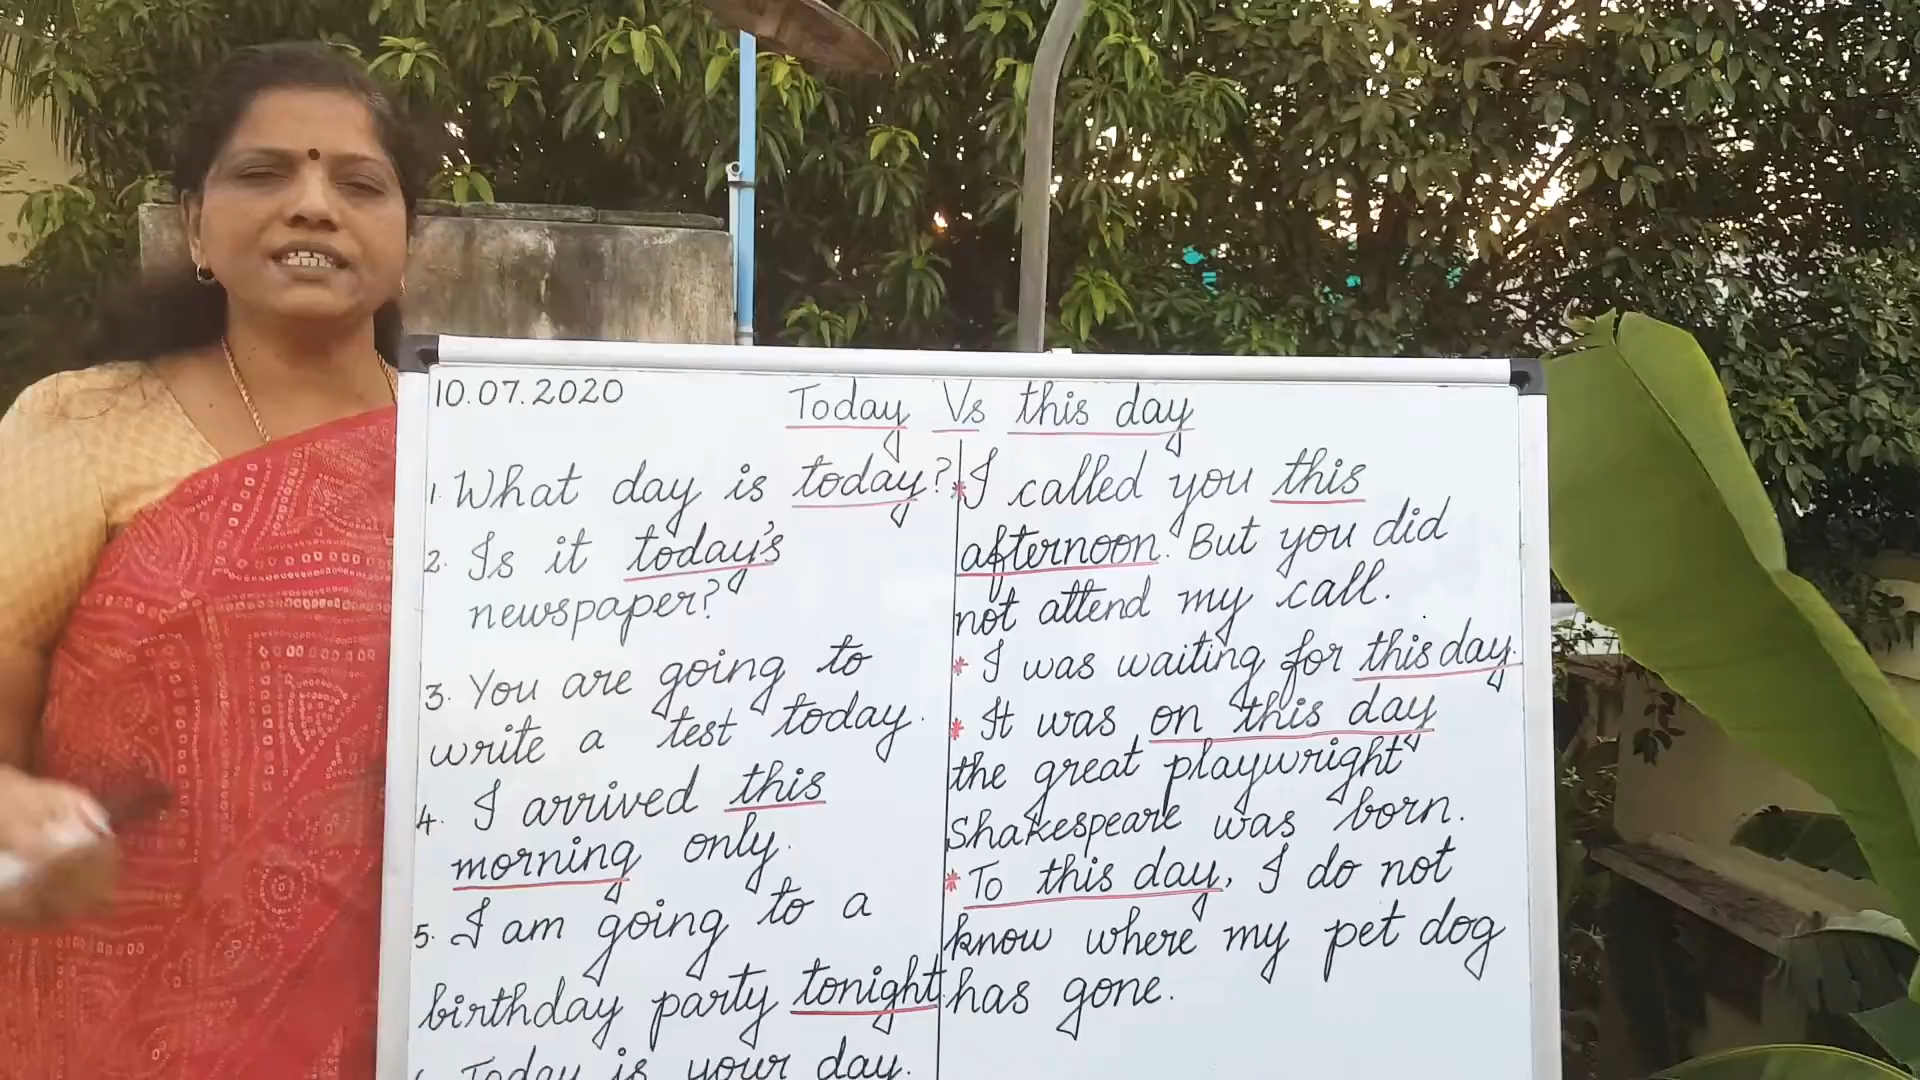 10.07.2020
Today Vs this day
1. What day is today?
2. Is it today's
newspaper?
3. You are going to
write a test today.
4. I arrived this
morning only.
5. I am going to a
birthday party tonight.
Today is your day.
* I called you this
afternoon. But you did
not attend my call.
* I was waiting for this day.
* It was on this day
the great playwright
Shakespeare was born.
* To this day, I do not
know where my pet dog
has gone.